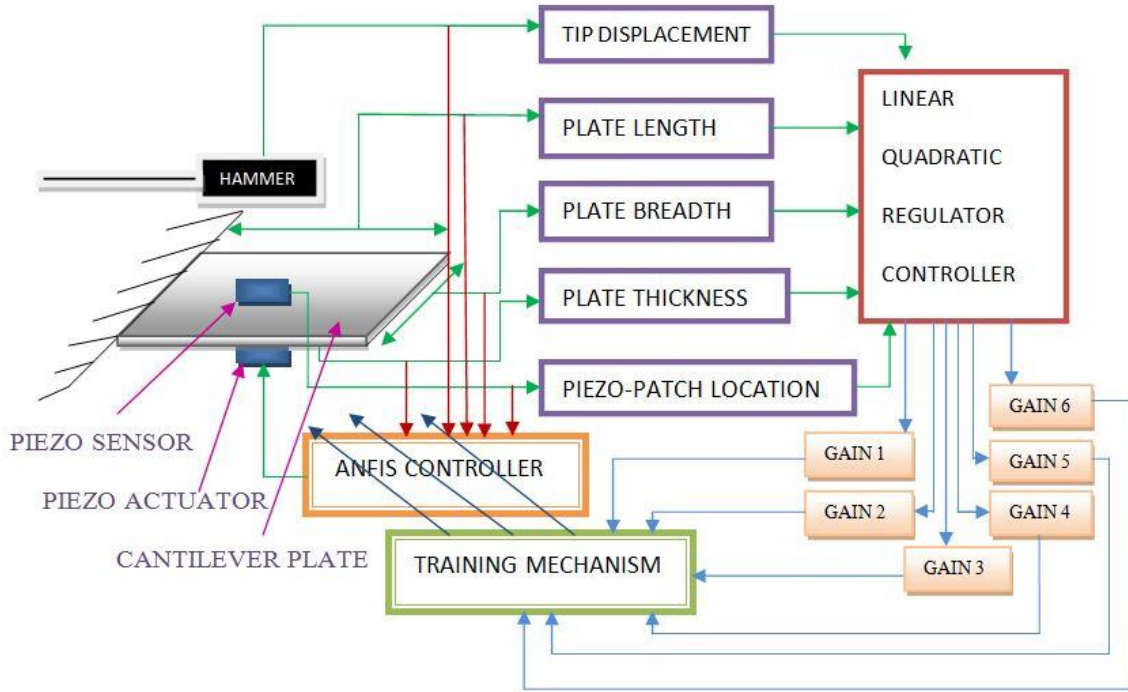 TIP DISPLACEMENT
PLATE LENGTH
HAMMER
PLATE BREADTH
PLATE THICKNESS
PIEZO-PATCH LOCATION
LINEAR
QUADRATIC
REGULATOR
CONTROLLER
PIEZO SENSOR
PIEZO ACTUATOR
CANTILEVER PLATE
ANFIS CONTROLLER
TRAINING MECHANISM
GAIN 1
GAIN 2
GAIN 3
GAIN 4
GAIN 5
GAIN 6